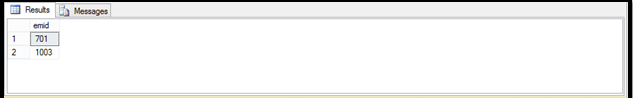 Results Messages
emid
1 701
2 1003